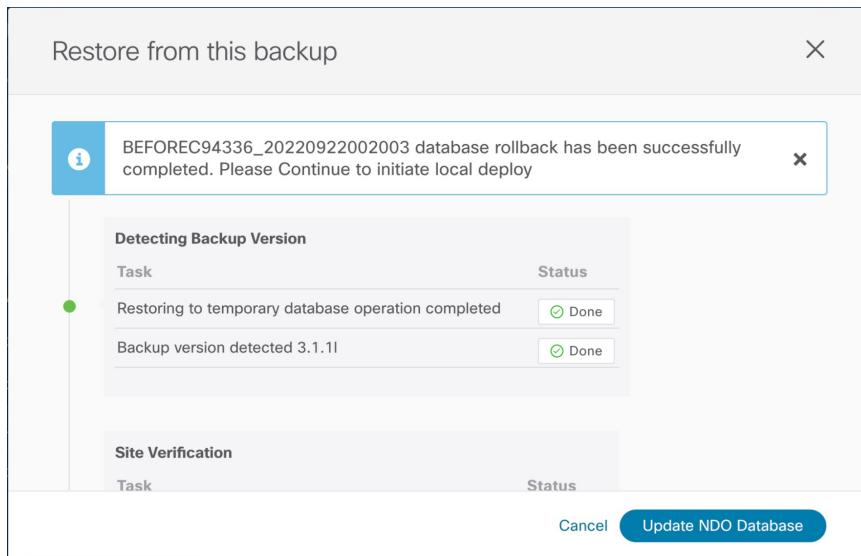 Restore from this backup
BEFOREC94336_20220922002003 database rollback has been successfully
completed. Please Continue to initiate local deploy
Detecting Backup Version
Task Status
Restoring to temporary database operation completed Done
Backup version detected 3.1.1l Done
Site Verification
Task Status
Cancel Update NDO Database